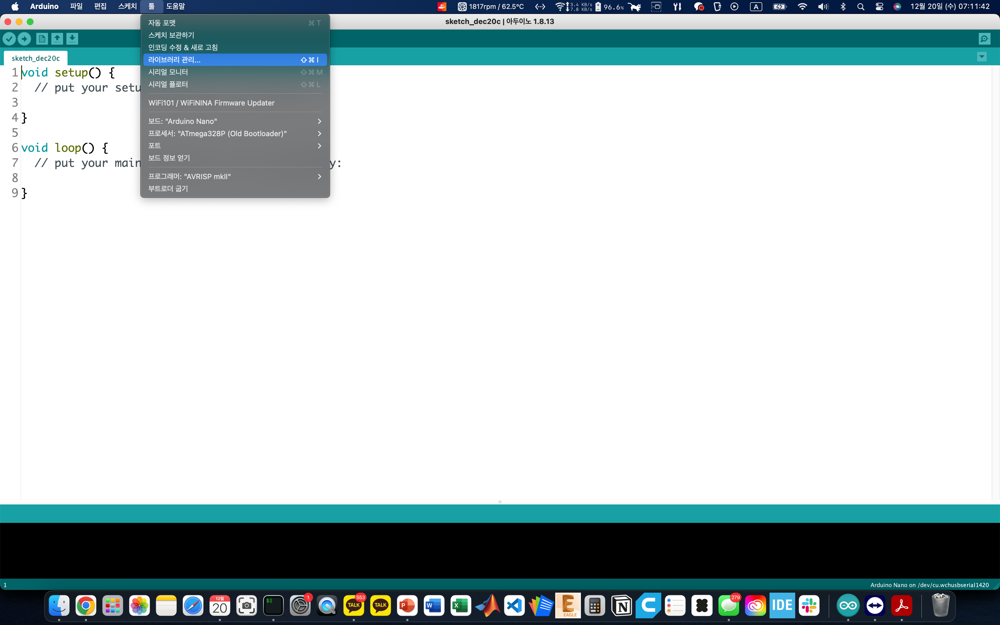 Arduino 파일 편집 스케치 툴 도움말 1817rpm / 62.5°C 3.4 KB/s 7.8 KB/s 96.6% A 12월 20일 (수) 07:11:42
sketch_dec20c | 아두이노 1.8.13
sketch_dec20c
자동 포맷 ⌘ T
스케치 보관하기
인코딩 수정 & 새로 고침
라이브러리 관리... ⇧ ⌘ I
시리얼 모니터 ⇧ ⌘ M
시리얼 플로터 ⇧ ⌘ L
WiFi101 / WiFiNINA Firmware Updater
보드: "Arduino Nano"
프로세서: "ATmega328P (Old Bootloader)"
포트
보드 정보 얻기
프로그래머: "AVRISP mkII"
부트로더 굽기
1 void setup() {
2 // put your setu
3
4 }
5
6 void loop() {
7 // put your main y:
8
9 }
1
Arduino Nano on /dev/cu.wchusbserial1420
12월
20
$
1
TALK
553
TALK
P
W
X
E
EAGLE
N
C
279
IDE